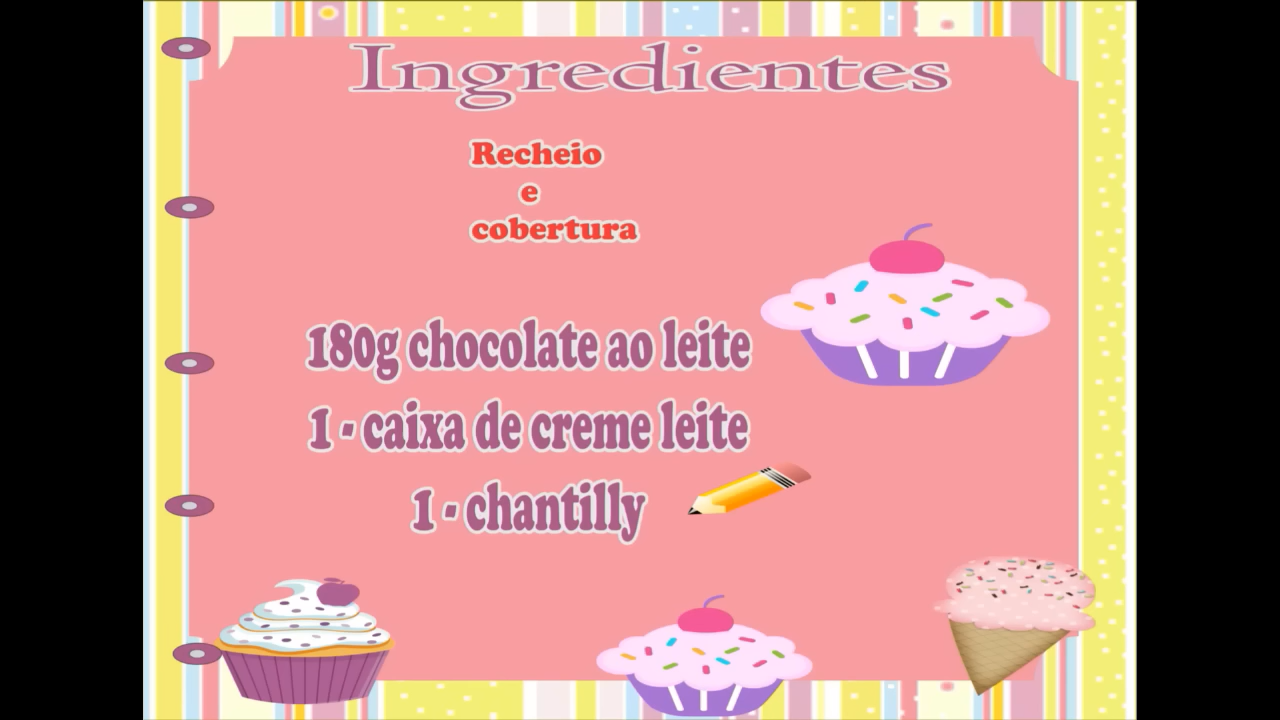 Ingredientes
Recheio
e
cobertura
180g chocolate ao leite
1 - caixa de creme leite
1 - chantilly